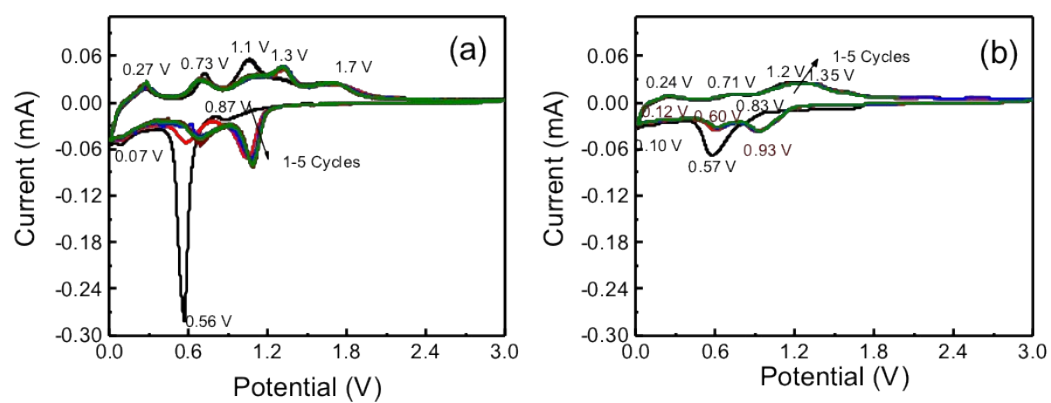 (a)
0.06
0.00
-0.06
-0.12
-0.18
-0.24
-0.30
Current (mA)
0.27
0.73 V
1.1 V
1.3 V
1.7 V
0.87 V
0.07 V
1-5 Cycles
0.56 V
0.0
0.6
1.2
1.8
2.4
3.0
Potential (V)
(b)
0.06
0.00
-0.06
-0.12
-0.18
-0.24
-0.30
Current (mA)
0.24
0.71 V
1.2 V
1.35 V
1-5 Cycles
0.12 V
0.60 V
0.83 V
0.10 V
0.57 V
0.93 V
0.0
0.6
1.2
1.8
2.4
3.0
Potential (V)